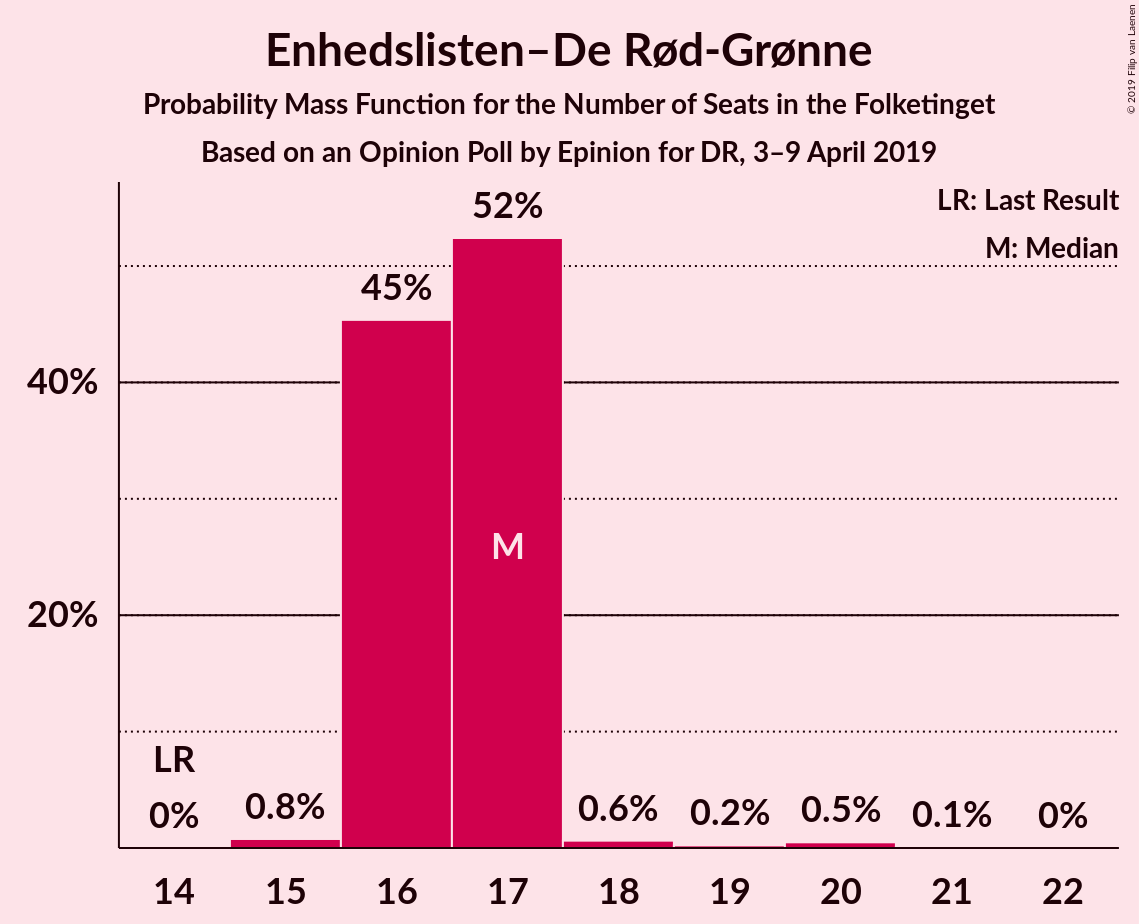 Enhedslisten–De Rød-Grønne
Probability Mass Function for the Number of Seats in the Folketinget
Based on an Opinion Poll by Epinion for DR, 3–9 April 2019
© 2019 Filip van Laenen
LR: Last Result
M: Median
52%
45%
40%
M
20%
LR
0%
0.8%
0.6%
0.2%
0.5%
0.1%
0%
14 15 16 17 18 19 20 21 22